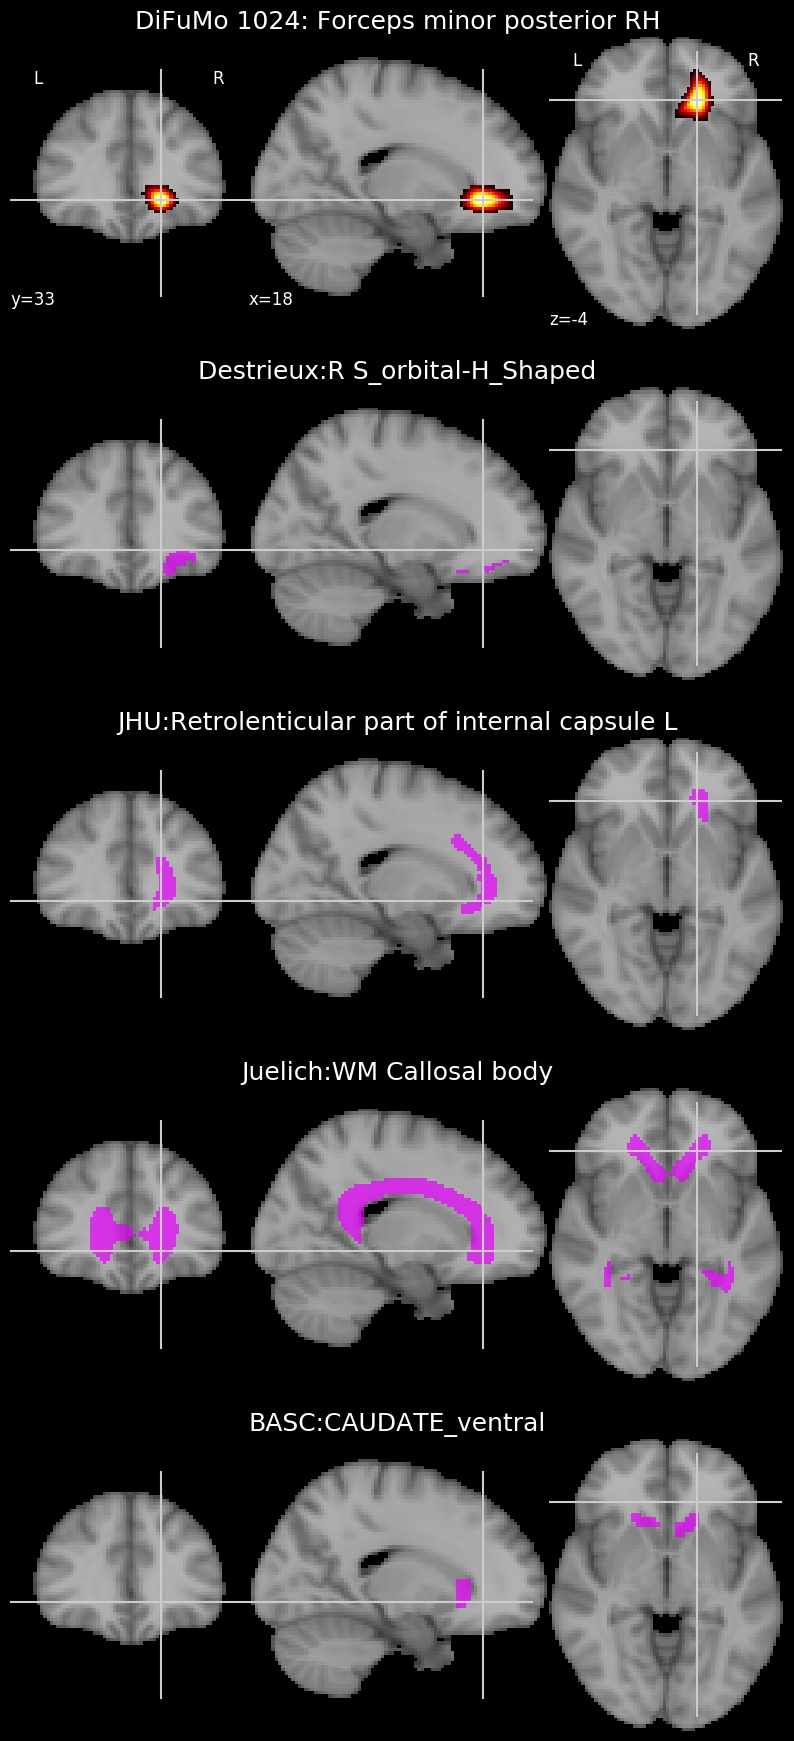 DiFuMo 1024: Forceps minor posterior RH
L R L R
y=33 x=18 z=-4
Destrieux:R S_orbital-H_Shaped
JHU:Retrolenticular part of internal capsule L
Juelich:WM Callosal body
BASC:CAUDATE_ventral